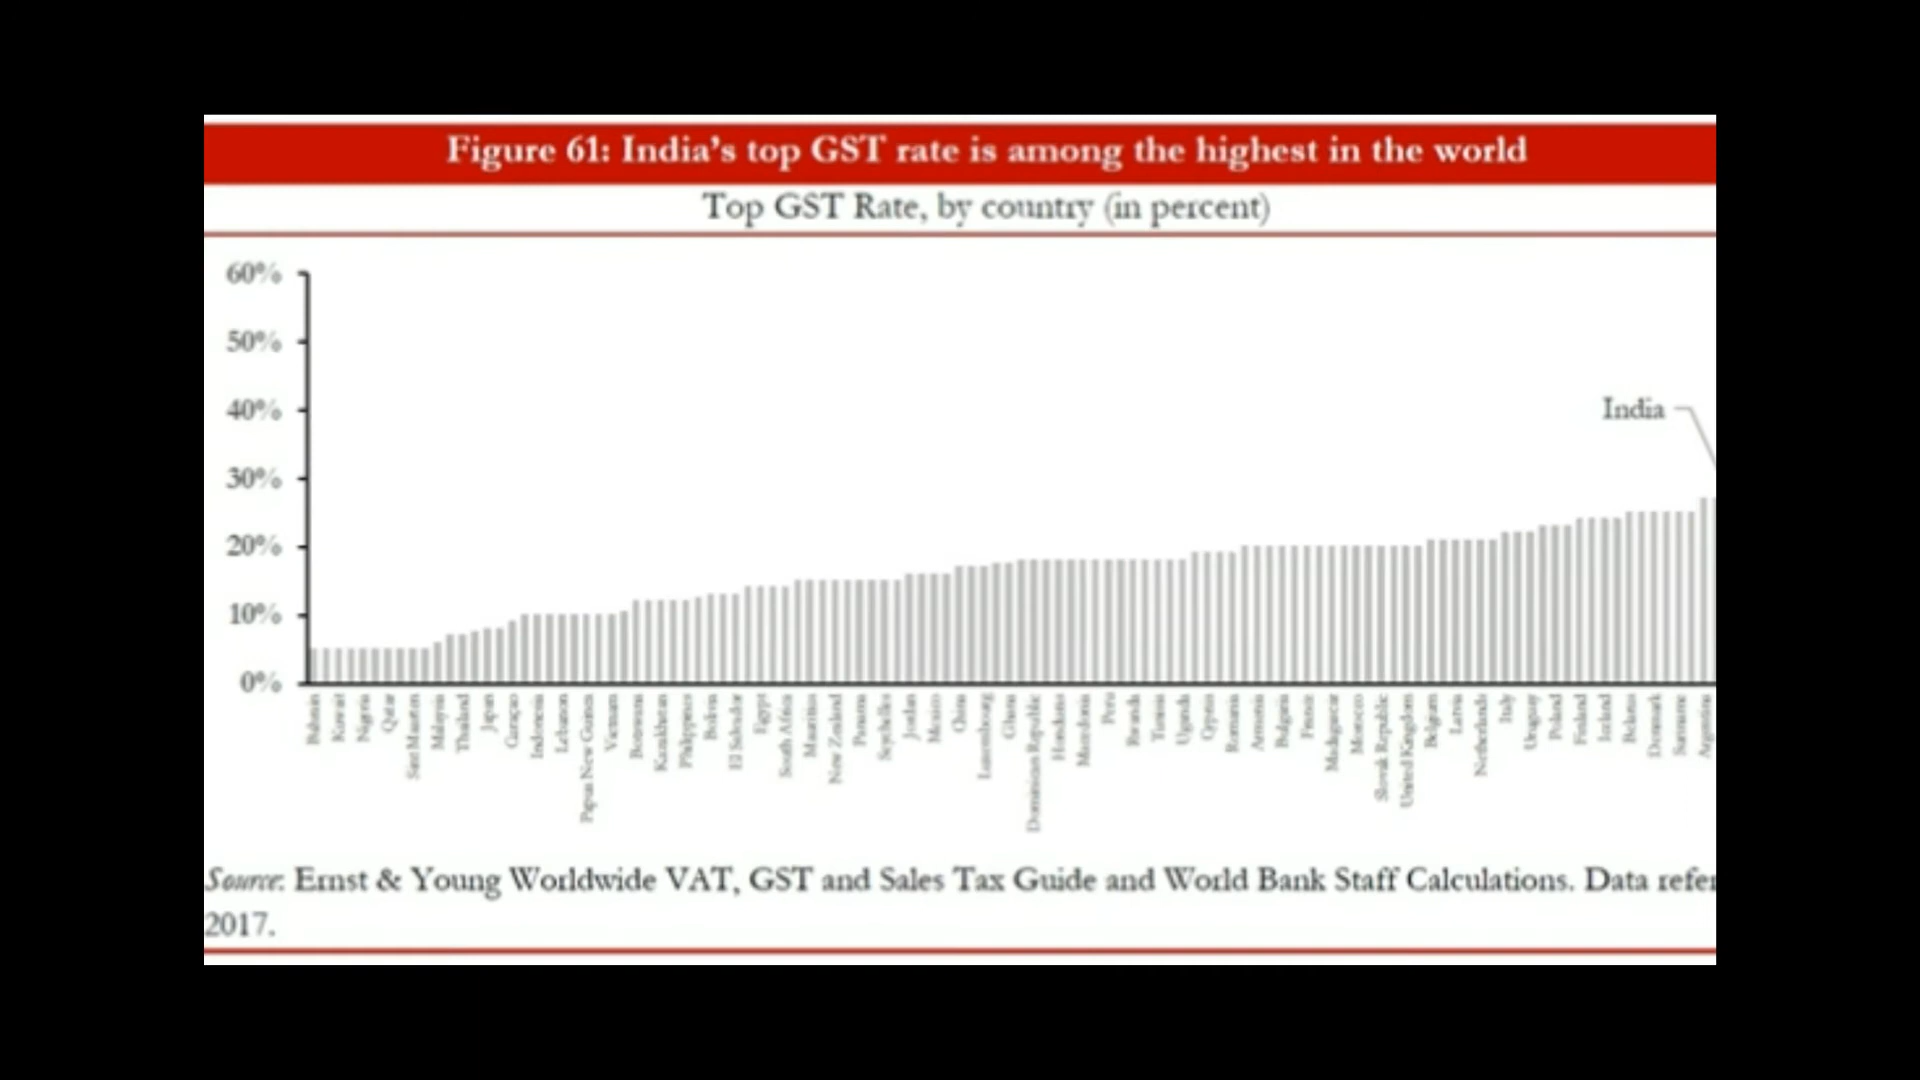 Figure 61: India's top GST rate is among the highest in the world
Top GST Rate, by country (in percent)
60%
50%
40%
India
30%
20%
10%
0%
Bahrain
Kuwait
Nigeria
Qatar
Sint Maarten
Malaysia
Thailand
Japan
Curaçao
Indonesia
Lebanon
Papua New Guinea
Vietnam
Botswana
Kazakhstan
Philippines
Bolivia
El Salvador
Egypt
South Africa
Mauritius
New Zealand
Panama
Seychelles
Jordan
Mexico
China
Luxembourg
Ghana
Dominican Republic
Honduras
Macedonia
Peru
Rwanda
Tunisia
Uganda
Cyprus
Romania
Armenia
Bulgaria
France
Madagascar
Morocco
Slovak Republic
United Kingdom
Belgium
Latvia
Netherlands
Italy
Uruguay
Poland
Finland
Iceland
Belarus
Denmark
Suriname
Argentina
Source: Ernst & Young Worldwide VAT, GST and Sales Tax Guide and World Bank Staff Calculations. Data refer
2017.